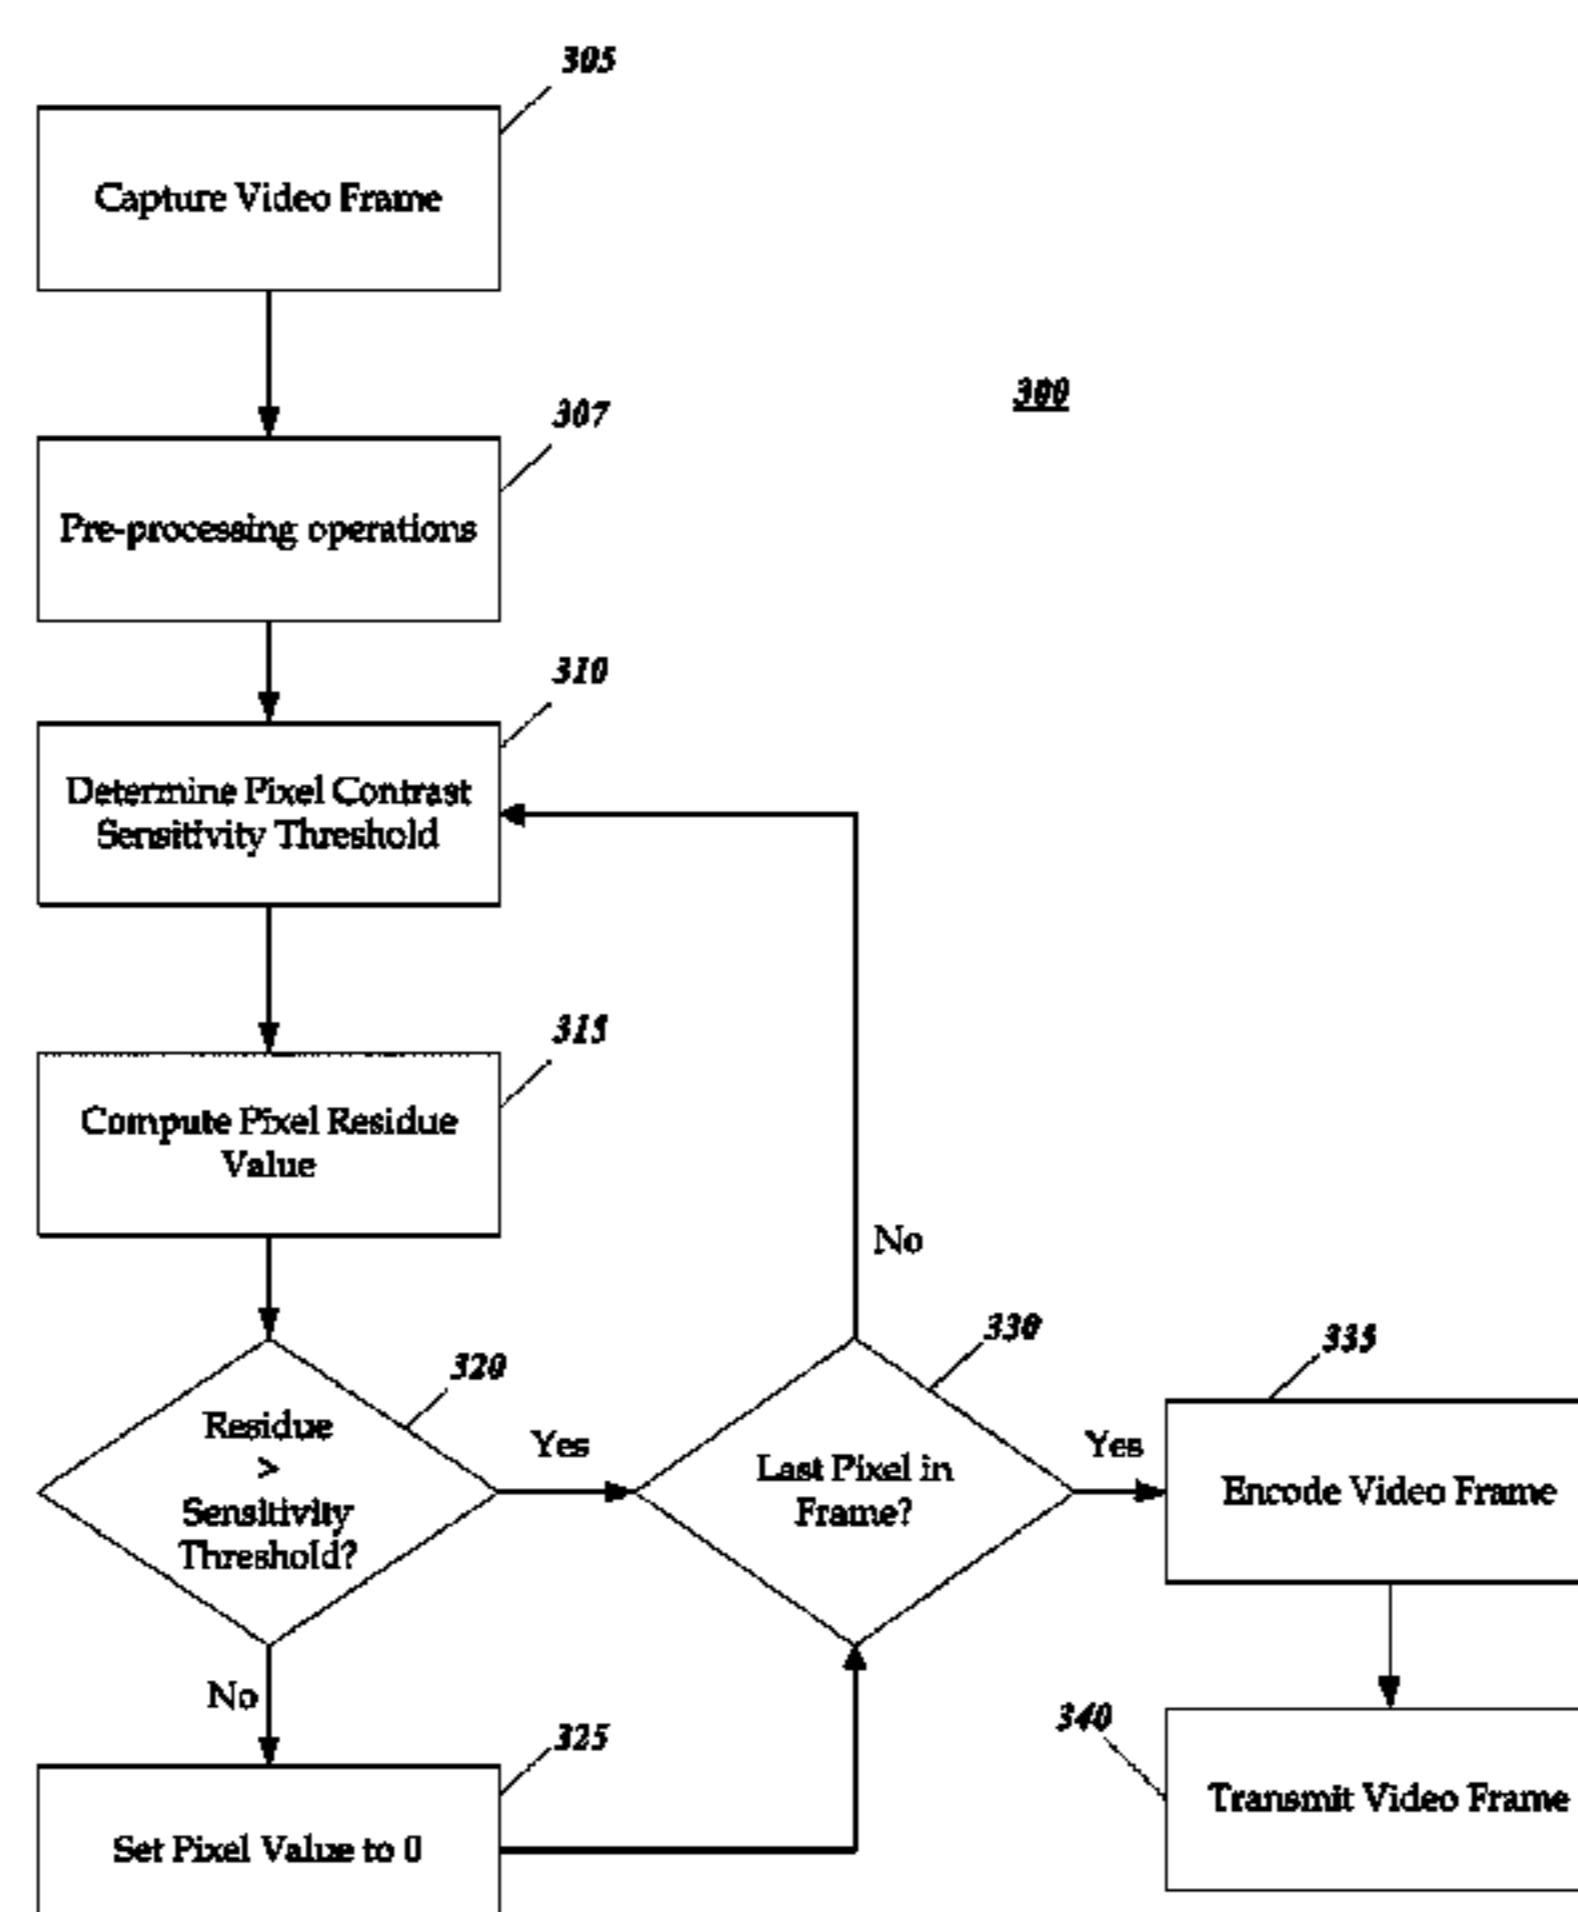 305
Capture Video Frame
300
307
Pre-processing operations
310
Determine Pixel Contrast
Sensitivity Threshold
315
Compute Pixel Residue
Value
No
320
Residue
>
Sensitivity
Threshold?
Yes
330
Last Pixel in
Frame?
Yes
335
Encode Video Frame
No
325
Set Pixel Value to 0
340
Transmit Video Frame